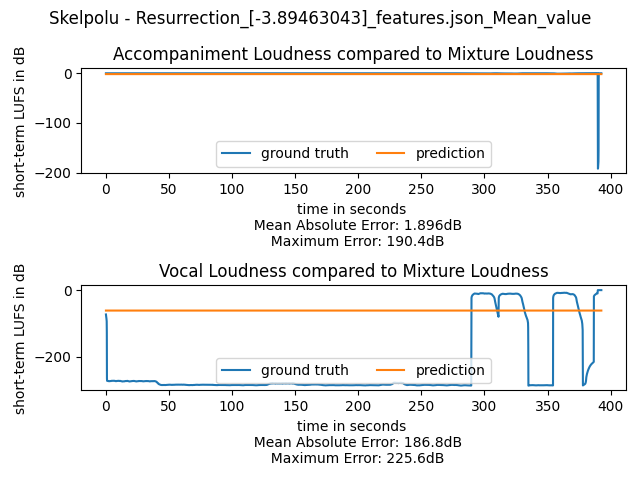 Skelpolu - Resurrection_[-3.89463043]_features.json_Mean_value
Accompaniment Loudness compared to Mixture Loudness
short-term LUFS in dB
0
−100
−200
ground truth
prediction
0 50 100 150 200 250 300 350 400
time in seconds
Mean Absolute Error: 1.896dB
Maximum Error: 190.4dB
Vocal Loudness compared to Mixture Loudness
short-term LUFS in dB
0
−200
ground truth
prediction
0 50 100 150 200 250 300 350 400
time in seconds
Mean Absolute Error: 186.8dB
Maximum Error: 225.6dB